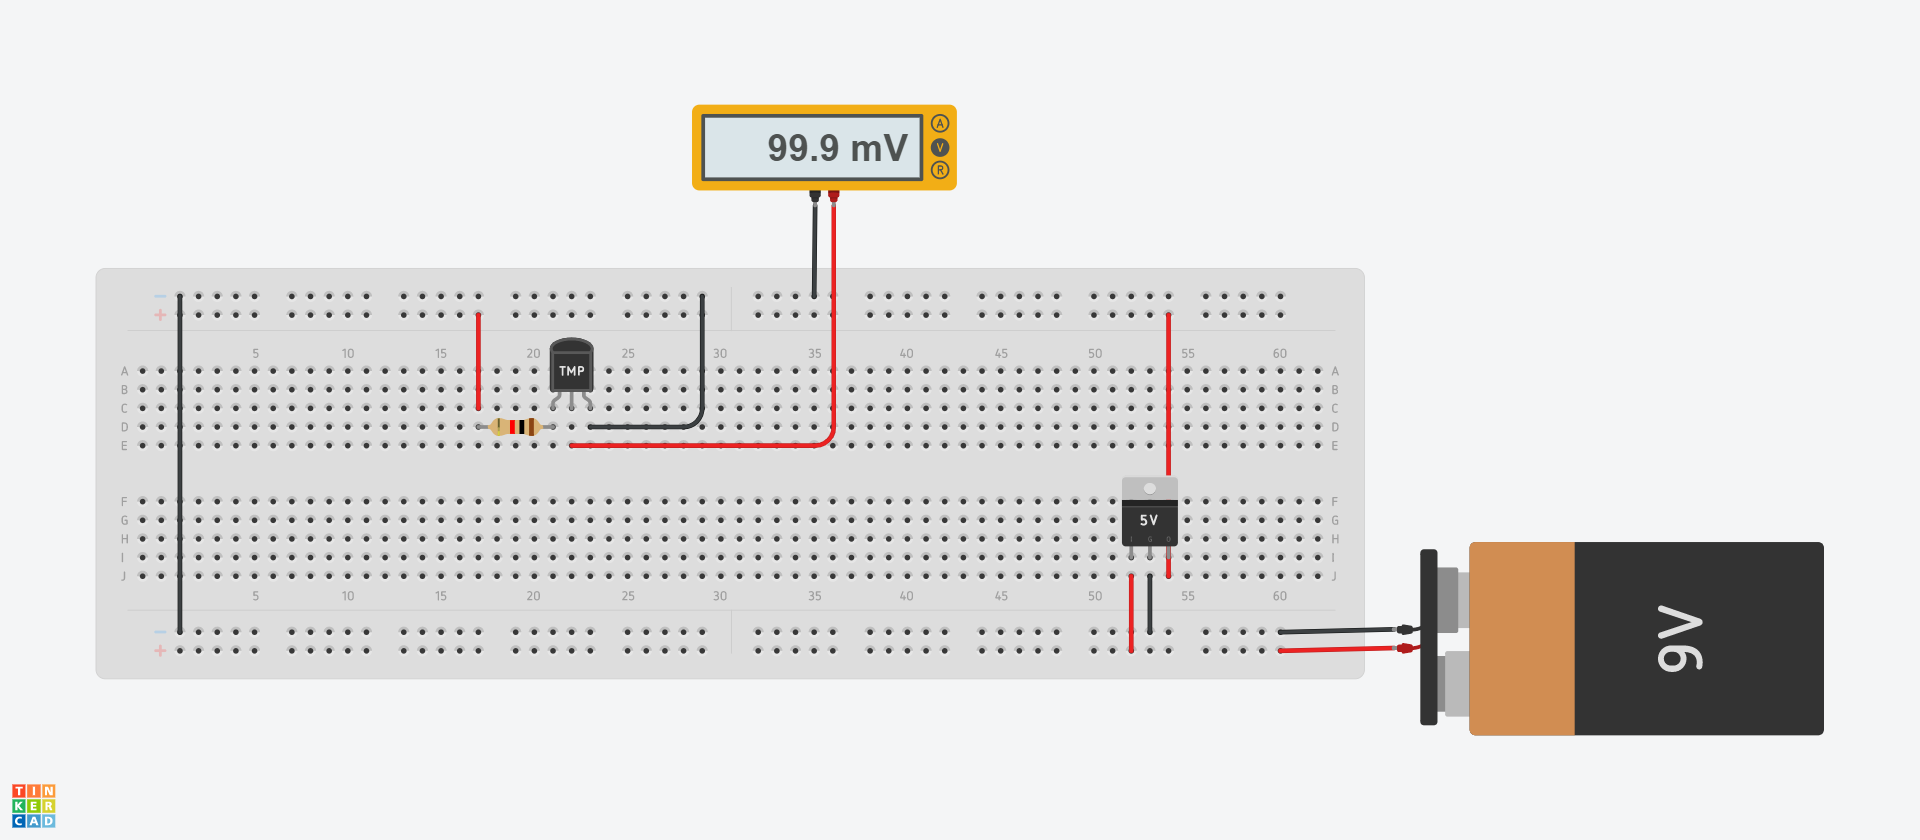 99.9 mV
A
V
R
−
+
5 10 15 20 25 30 35 40 45 50 55 60
TMP
A A
B B
C C
D D
E E
F F
G G
5V
H H
I G O
I I
J J
5 10 15 20 25 30 35 40 45 50 55 60
−
+
9V
TIN
KER
CAD